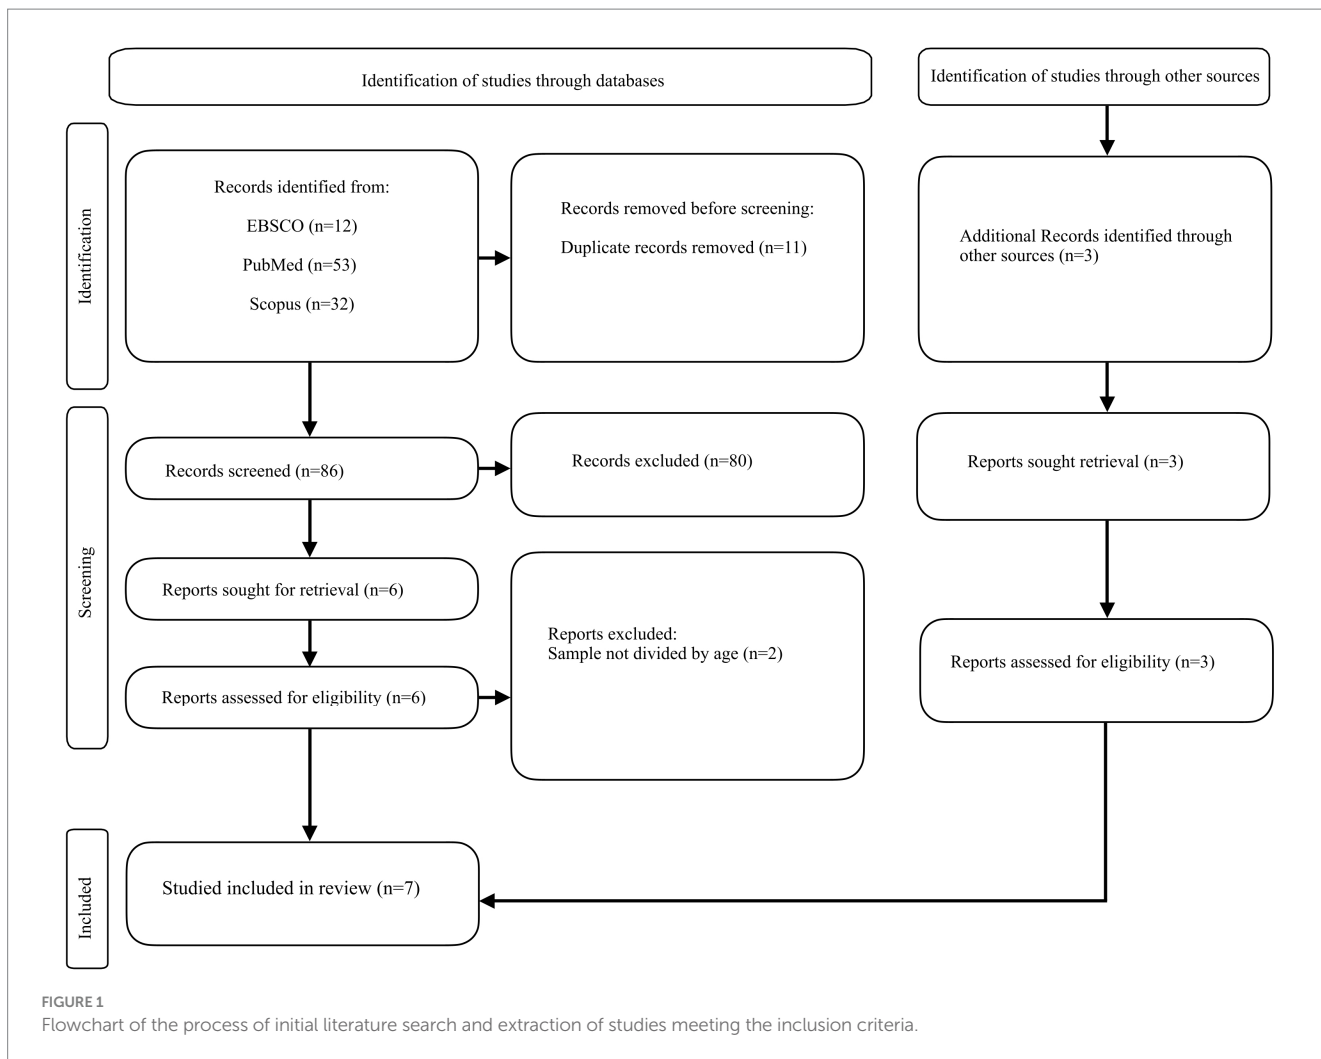 Identification of studies through databases
Identification of studies through other sources
Identification
Records identified from:
EBSCO (n=12)
PubMed (n=53)
Scopus (n=32)
Records removed before screening:
Duplicate records removed (n=11)
Additional Records identified through
other sources (n=3)
Screening
Records screened (n=86)
Records excluded (n=80)
Reports sought retrieval (n=3)
Reports sought for retrieval (n=6)
Reports excluded:
Sample not divided by age (n=2)
Reports assessed for eligibility (n=6)
Reports assessed for eligibility (n=3)
Included
Studied included in review (n=7)
FIGURE 1
Flowchart of the process of initial literature search and extraction of studies meeting the inclusion criteria.